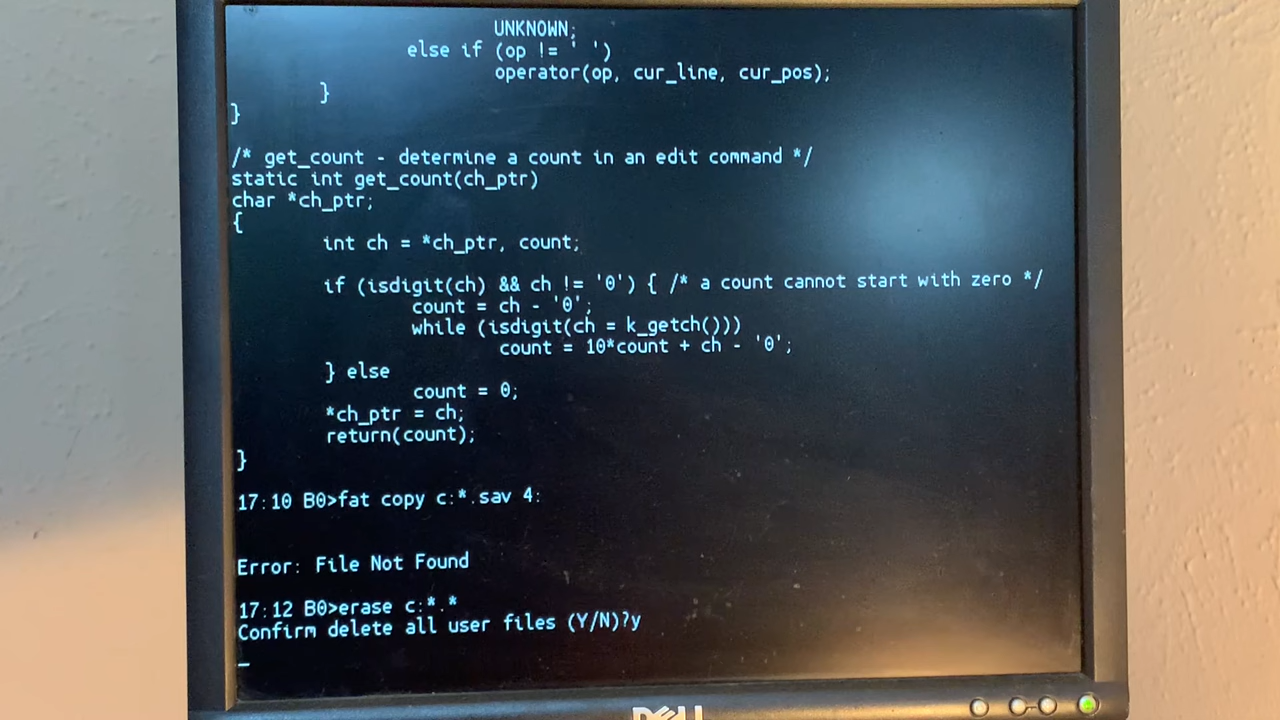 UNKNOWN;
else if (op != ' ')
operator(op, cur_line, cur_pos);
}
}
/* get_count - determine a count in an edit command */
static int get_count(ch_ptr)
char *ch_ptr;
{
int ch = *ch_ptr, count;
if (isdigit(ch) && ch != '0') { /* a count cannot start with zero */
count = ch - '0';
while (isdigit(ch = k_getch()))
count = 10*count + ch - '0';
} else
count = 0;
*ch_ptr = ch;
return(count);
}
17:10 B0>fat copy c:*.sav 4:
Error: File Not Found
17:12 B0>erase c:*.*
Confirm delete all user files (Y/N)?y
_
DELL